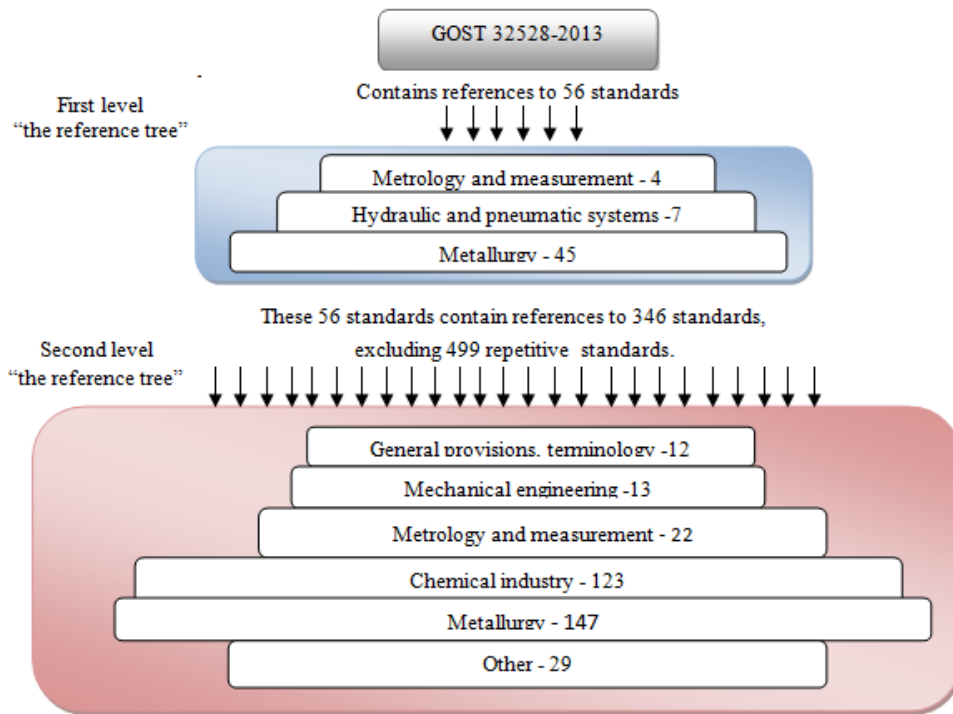 GOST 32528-2013
Contains references to 56 standards
First level
“the reference tree”
Metrology and measurement - 4
Hydraulic and pneumatic systems -7
Metallurgy - 45
These 56 standards contain references to 346 standards,
excluding 499 repetitive standards.
Second level
“the reference tree”
General provisions, terminology -12
Mechanical engineering -13
Metrology and measurement - 22
Chemical industry - 123
Metallurgy - 147
Other - 29